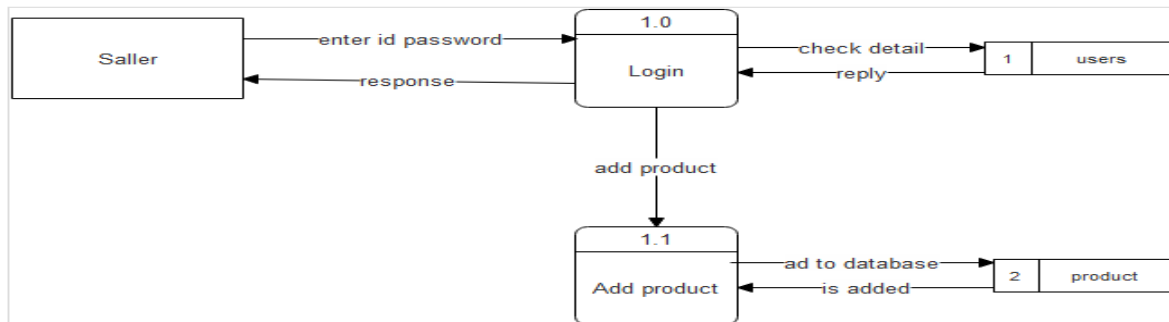 1.0
Saller
enter id password
Login
response
check detail
reply
1
users
add product
1.1
Add product
ad to database
is added
2
product